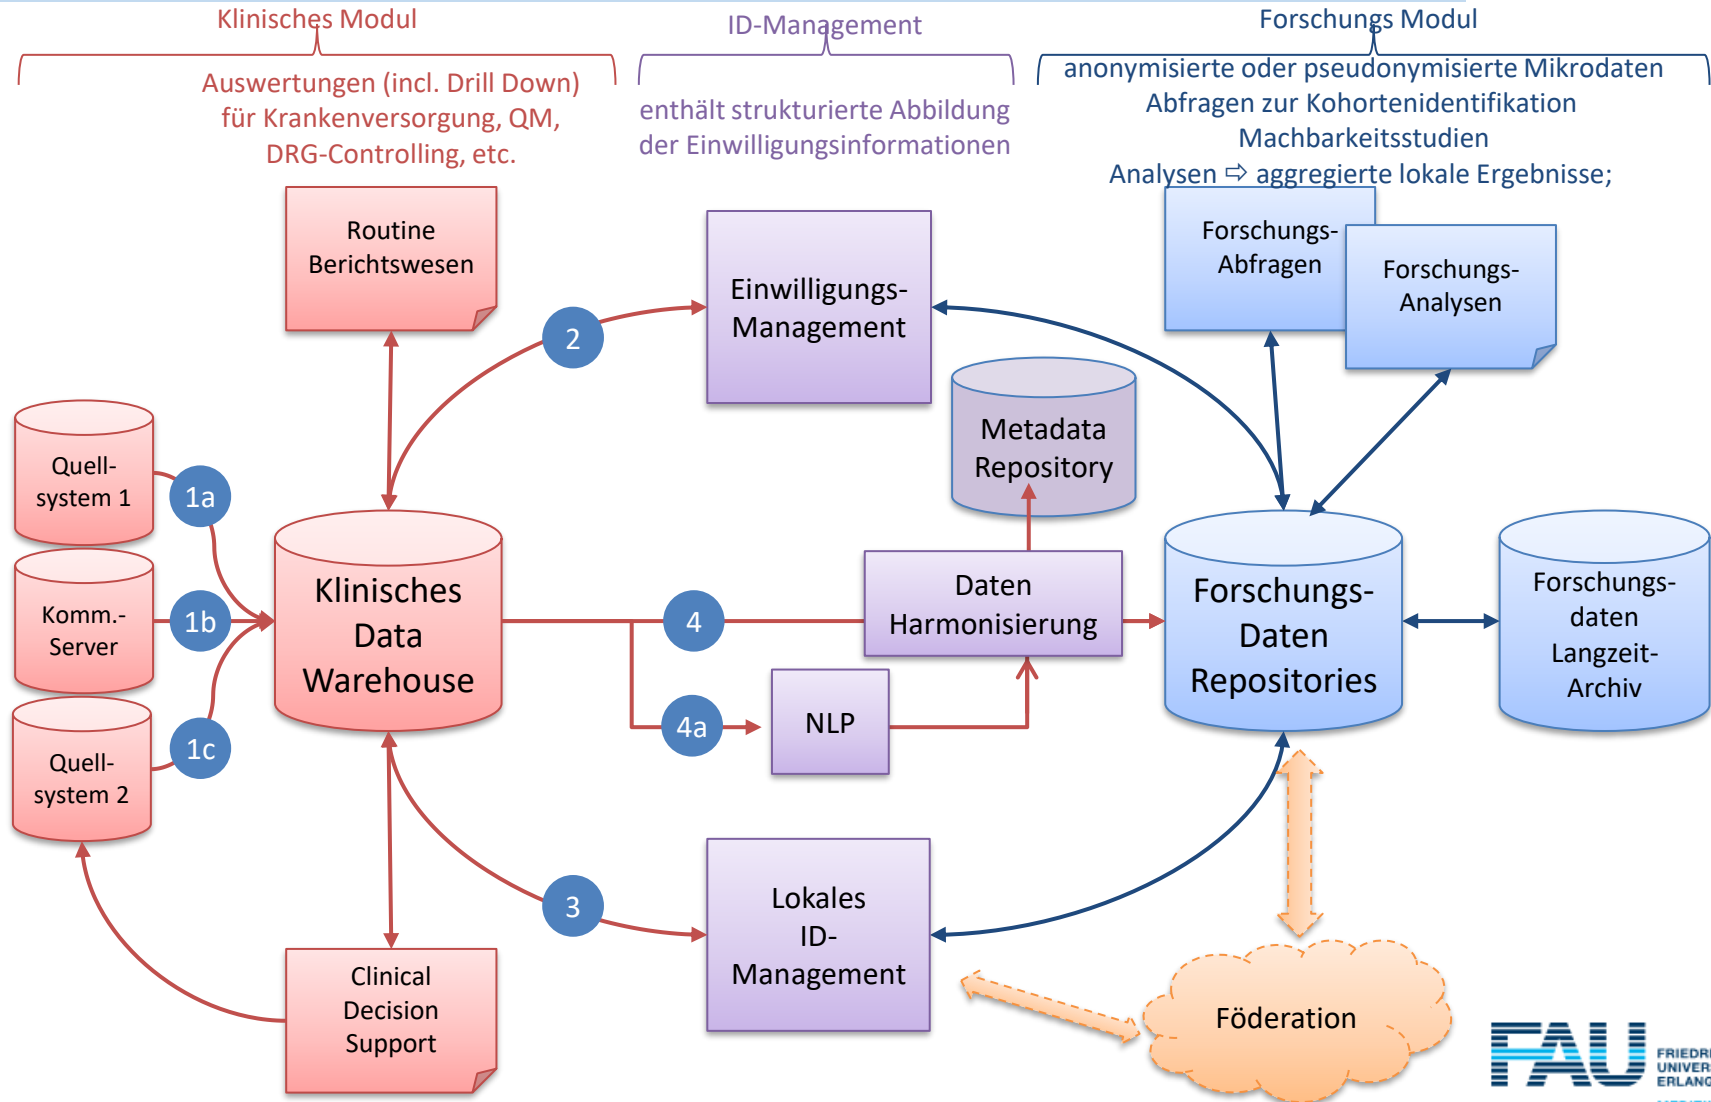 Klinisches Modul
ID-Management
Forschungs Modul
Auswertungen (incl. Drill Down)
für Krankenversorgung, QM,
DRG-Controlling, etc.
enthält strukturierte Abbildung
der Einwilligungsinformationen
anonymisierte oder pseudonymisierte Mikrodaten
Abfragen zur Kohortenidentifikation
Machbarkeitsstudien
Analysen ⇨ aggregierte lokale Ergebnisse;
Routine
Berichtswesen
Einwilligungs-
Management
Forschungs-
Abfragen
Forschungs-
Analysen
2
Metadata
Repository
Quell-
system 1
1a
Komm.-
Server
1b
Quell-
system 2
1c
Klinisches
Data
Warehouse
4
Daten
Harmonisierung
4a
NLP
Forschungs-
Daten
Repositories
Forschungs-
daten
Langzeit-
Archiv
3
Lokales
ID-
Management
Clinical
Decision
Support
Föderation
FAU
FRIEDR
UNIVERS
ERLANG